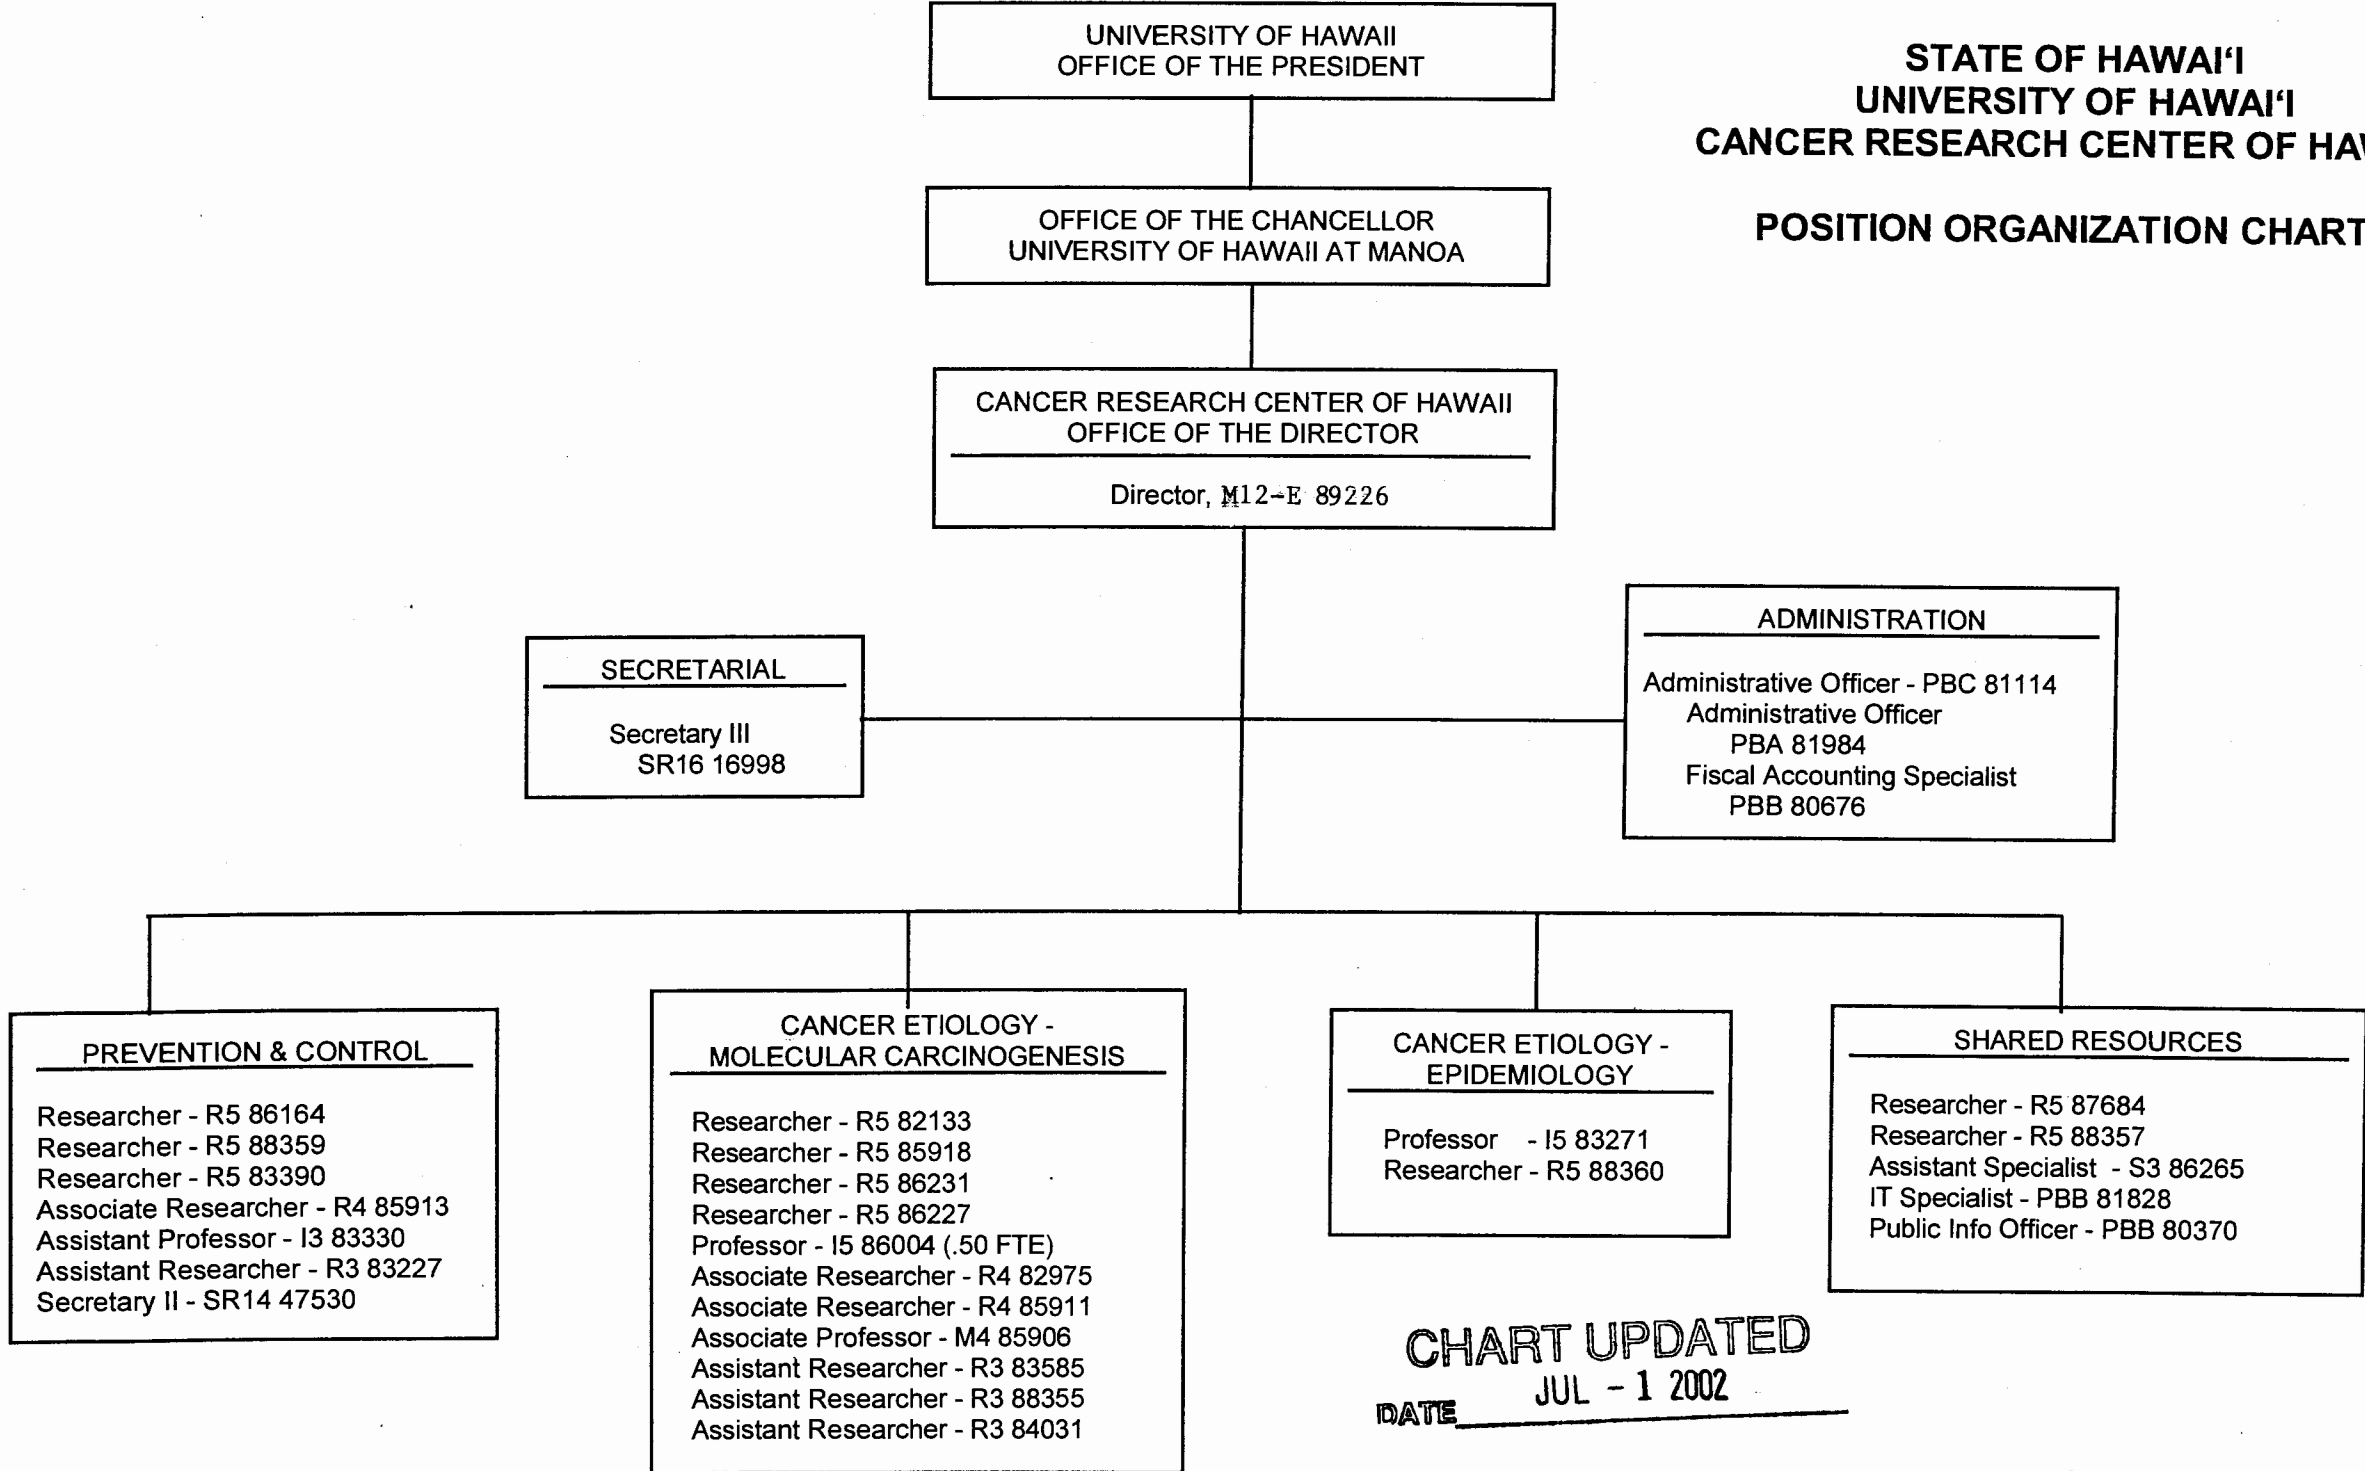 UNIVERSITY OF HAWAII
OFFICE OF THE PRESIDENT
STATE OF HAWAI‘I
UNIVERSITY OF HAWAI‘I
CANCER RESEARCH CENTER OF
POSITION ORGANIZATION CHART
OFFICE OF THE CHANCELLOR
UNIVERSITY OF HAWAII AT MANOA
CANCER RESEARCH CENTER OF HAWAII
OFFICE OF THE DIRECTOR
Director, M12-E 89226
SECRETARIAL
Secretary III
SR16 16998
ADMINISTRATION
Administrative Officer - PBC 81114
Administrative Officer
PBA 81984
Fiscal Accounting Specialist
PBB 80676
PREVENTION & CONTROL
Researcher - R5 86164
Researcher - R5 88359
Researcher - R5 83390
Associate Researcher - R4 85913
Assistant Professor - I3 83330
Assistant Researcher - R3 83227
Secretary II - SR14 47530
CANCER ETIOLOGY -
MOLECULAR CARCINOGENESIS
Researcher - R5 82133
Researcher - R5 85918
Researcher - R5 86231
Researcher - R5 86227
Professor - I5 86004 (.50 FTE)
Associate Researcher - R4 82975
Associate Researcher - R4 85911
Associate Professor - M4 85906
Assistant Researcher - R3 83585
Assistant Researcher - R3 88355
Assistant Researcher - R3 84031
CANCER ETIOLOGY -
EPIDEMIOLOGY
Professor - I5 83271
Researcher - R5 88360
SHARED RESOURCES
Researcher - R5 87684
Researcher - R5 88357
Assistant Specialist - S3 86265
IT Specialist - PBB 81828
Public Info Officer - PBB 80370
CHART UPDATED
DATE JUL - 1 2002